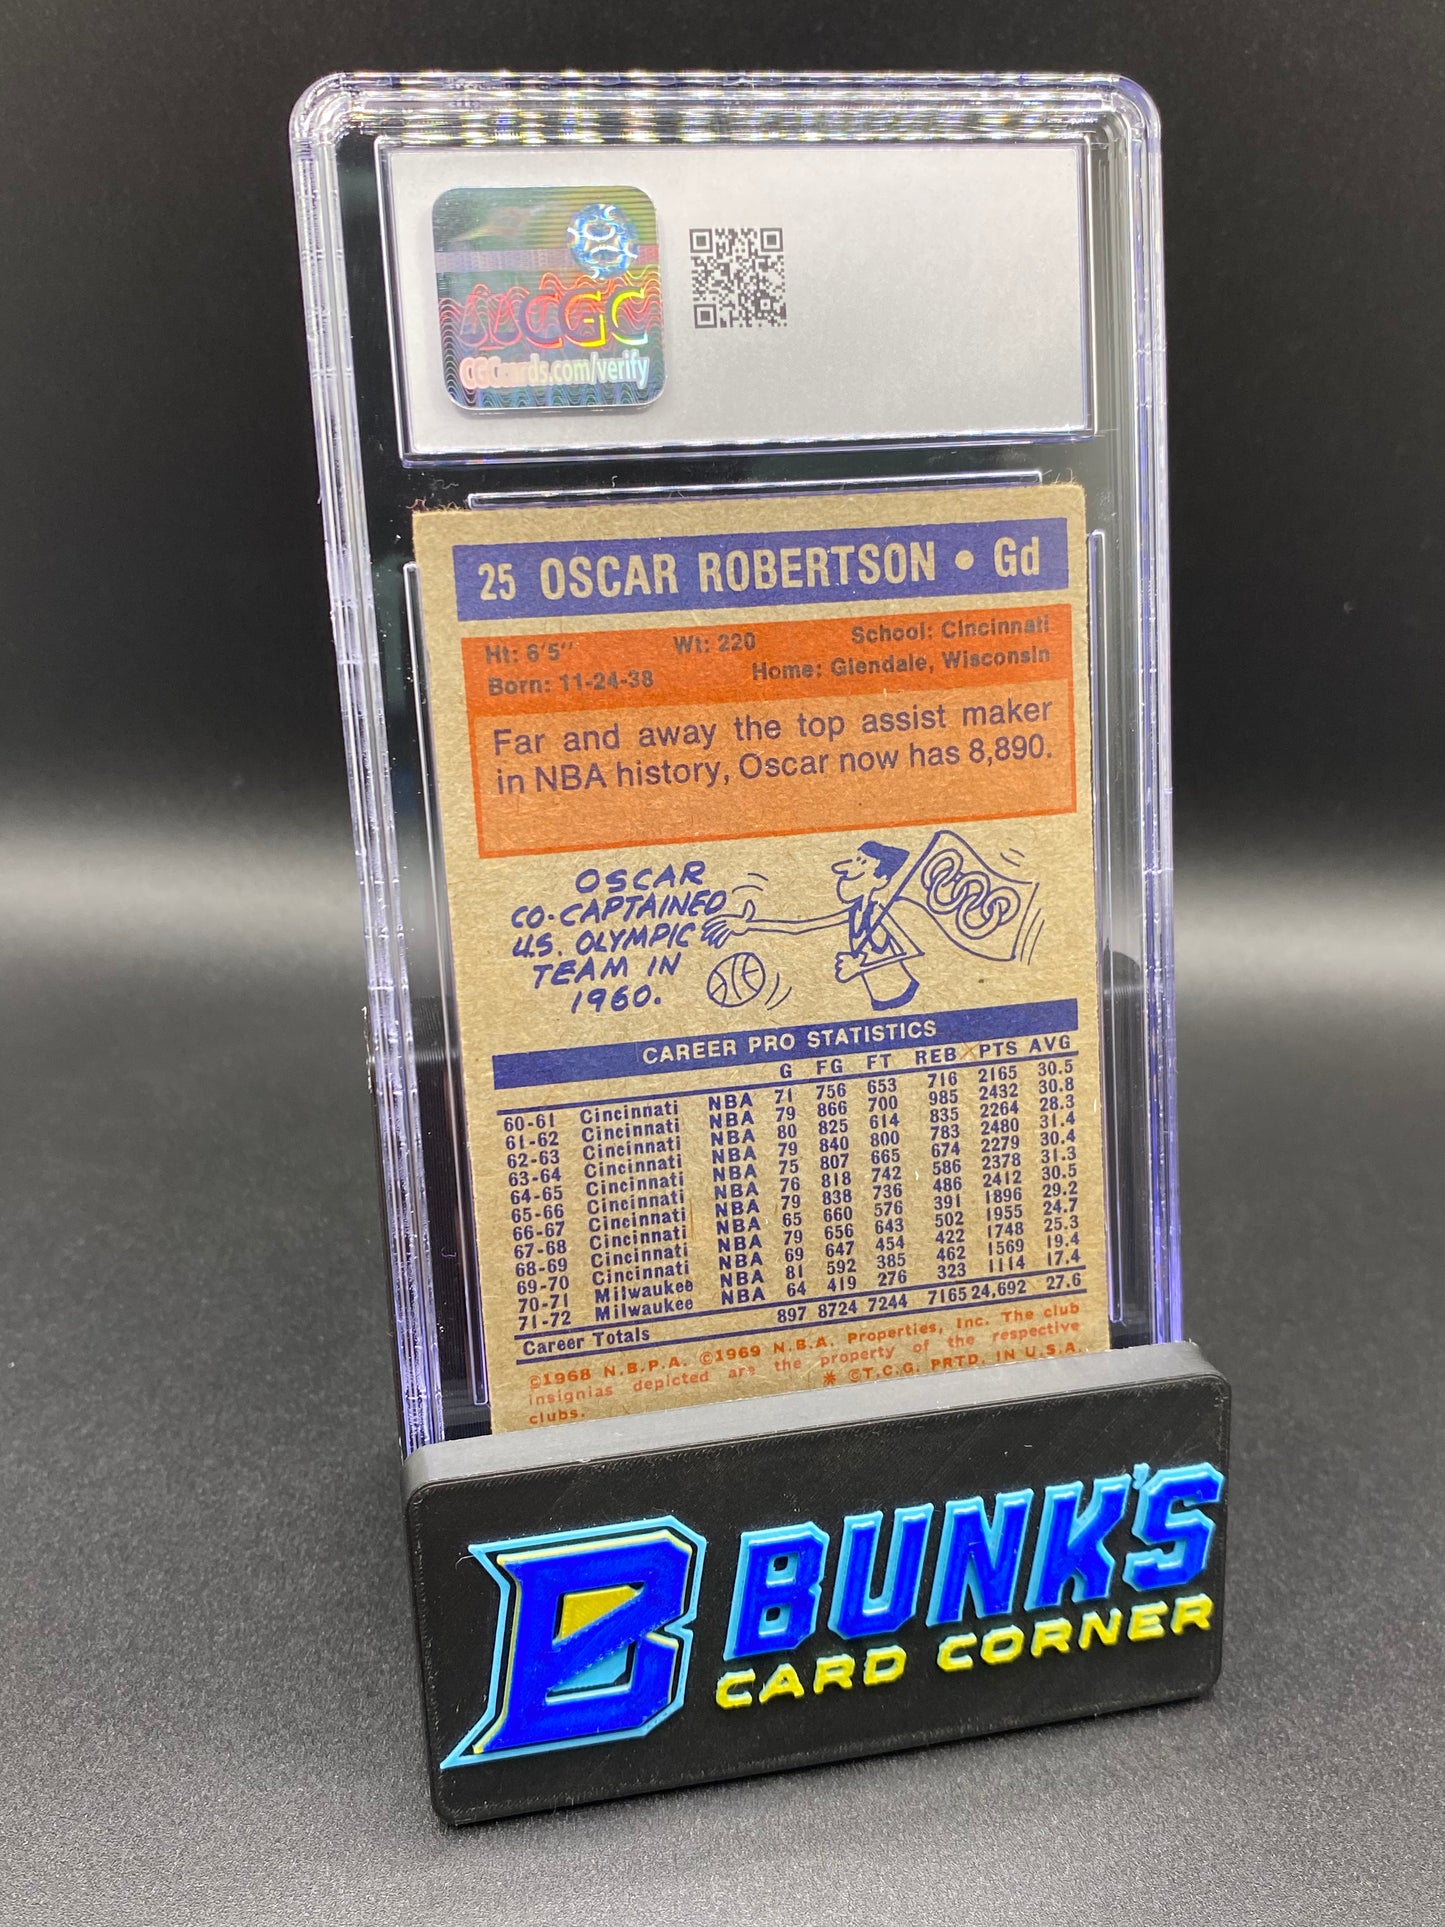 CGC
CGCcards.com/verify
25 OSCAR ROBERTSON • Gd
Ht: 6'5" Wt: 220 School: Cincinnati
Born: 11-24-38 Home: Glendale, Wisconsin
Far and away the top assist maker
in NBA history, Oscar now has 8,890.
OSCAR
CO-CAPTAINED
U.S. OLYMPIC
TEAM IN
1960.
CAREER PRO STATISTICS
G FG FT REB PTS AVG
60-61 Cincinnati NBA 71 756 653 716 2165 30.5
61-62 Cincinnati NBA 79 866 700 985 2432 30.8
62-63 Cincinnati NBA 80 825 614 835 2264 28.3
63-64 Cincinnati NBA 79 840 800 783 2480 31.4
64-65 Cincinnati NBA 75 807 665 674 2279 30.4
65-66 Cincinnati NBA 76 818 742 586 2378 31.3
66-67 Cincinnati NBA 79 838 736 486 2412 30.5
67-68 Cincinnati NBA 65 660 576 391 1896 29.2
68-69 Cincinnati NBA 79 656 643 502 1955 24.7
69-70 Cincinnati NBA 69 647 454 422 1748 25.3
70-71 Milwaukee NBA 81 592 385 462 1569 19.4
71-72 Milwaukee NBA 64 419 276 323 1114 17.4
Career Totals 897 8724 7244 7165 24,692 27.6
©1968 N.B.P.A. ©1969 N.B.A. Properties, Inc. The club
insignias depicted are the property of the respective
clubs. * ©T.C.G. PRTD. IN U.S.A.
B BUNK'S
CARD CORNER